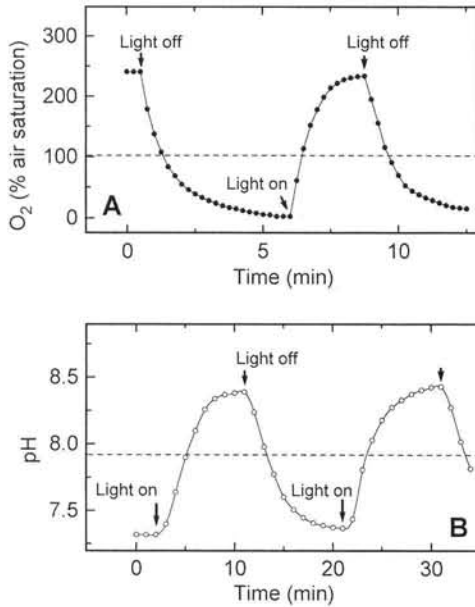 Light off
Light off
300
200
100
0
O2 (% air saturation)
Light on
A
0
5
10
Time (min)
Light off
8.5
8.0
7.5
pH
Light on
Light on
B
0
10
20
30
Time (min)